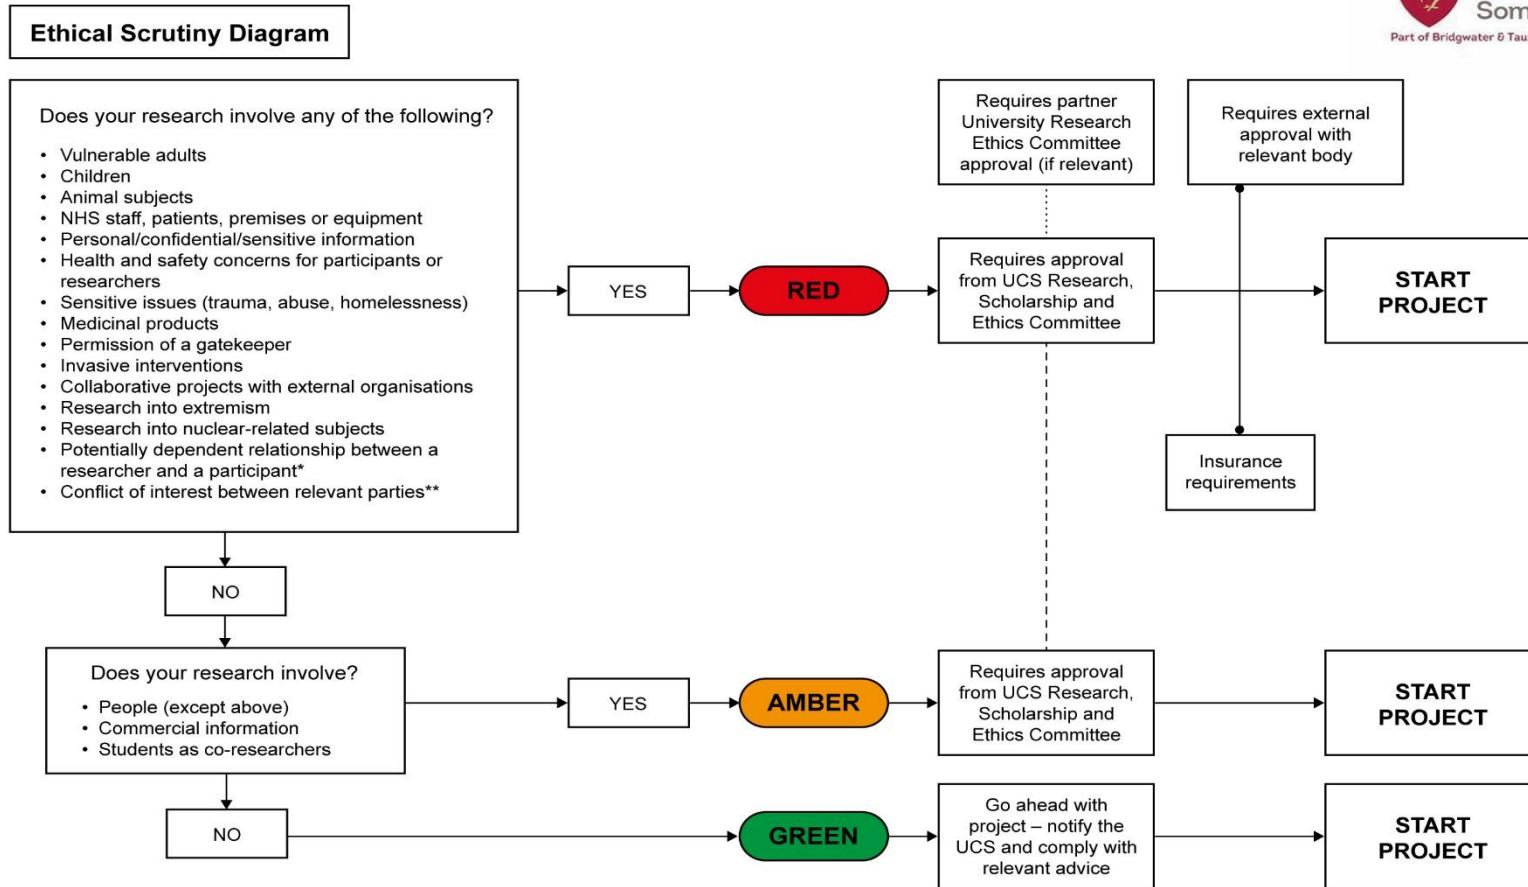 Ethical Scrutiny Diagram
Som
Part of Bridgwater & Tau
Does your research involve any of the following?
• Vulnerable adults
• Children
• Animal subjects
• NHS staff, patients, premises or equipment
• Personal/confidential/sensitive information
• Health and safety concerns for participants or
researchers
• Sensitive issues (trauma, abuse, homelessness)
• Medicinal products
• Permission of a gatekeeper
• Invasive interventions
• Collaborative projects with external organisations
• Research into extremism
• Research into nuclear-related subjects
• Potentially dependent relationship between a
researcher and a participant*
• Conflict of interest between relevant parties**
YES
RED
Requires partner
University Research
Ethics Committee
approval (if relevant)
Requires approval
from UCS Research,
Scholarship and
Ethics Committee
Requires external
approval with
relevant body
Insurance
requirements
START
PROJECT
NO
Does your research involve?
• People (except above)
• Commercial information
• Students as co-researchers
YES
AMBER
Requires approval
from UCS Research,
Scholarship and
Ethics Committee
START
PROJECT
NO
GREEN
Go ahead with
project – notify the
UCS and comply with
relevant advice
START
PROJECT